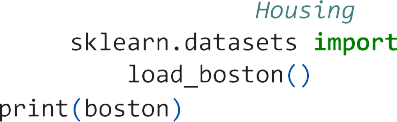 Housing
sklearn.datasets import
load_boston()
print(boston)